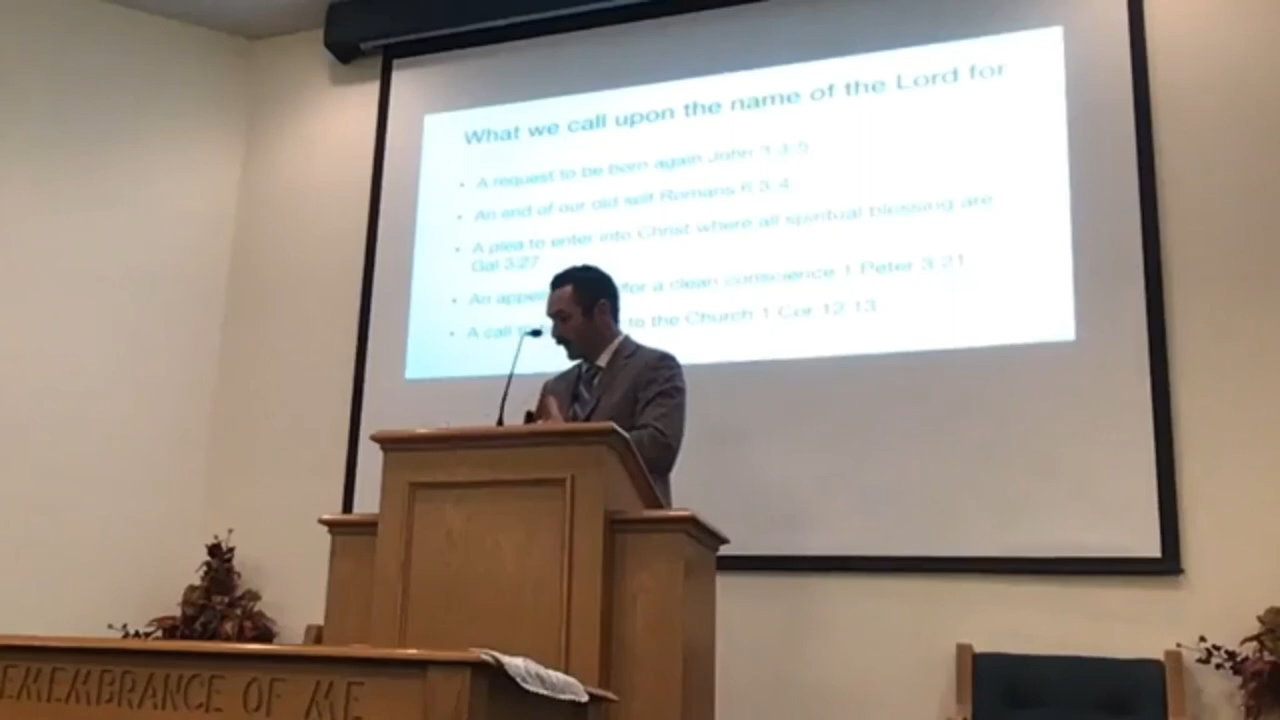 What we call upon the name of the Lord for
• A request to be born again John 3:3-5
• An end of our old self Romans 6:3-4
• A plea to enter into Christ where all spiritual blessing are
Gal 3:27
• An appe for a clean conscience 1 Peter 3:21
• A call to the Church 1 Cor 12:13
EMEMBRANCE OF ME